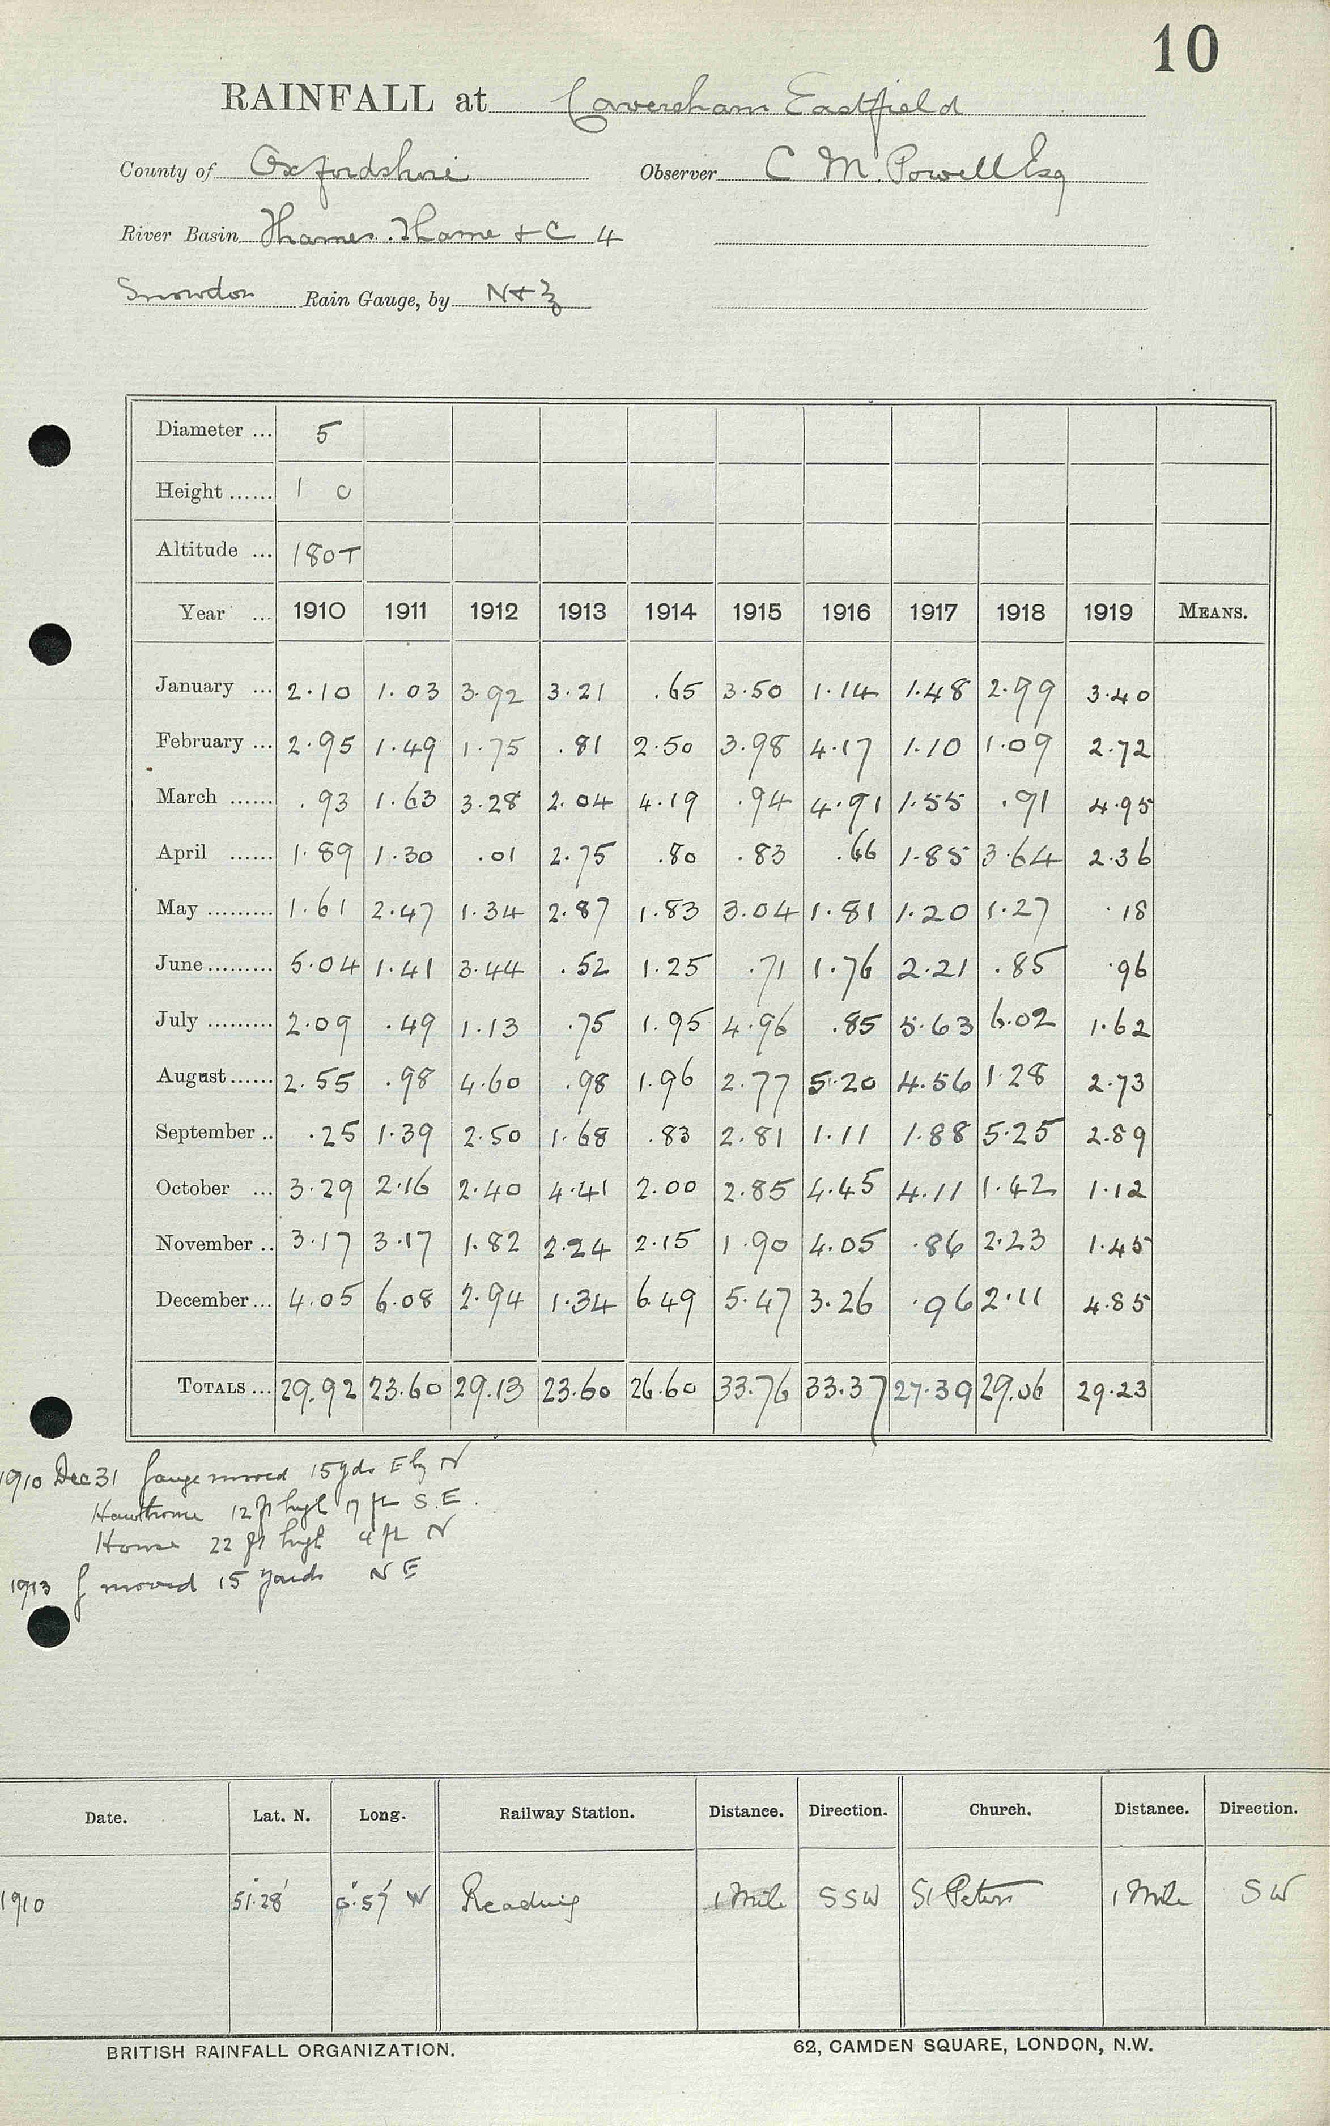 10
RAINFALL at Caversham Eastfield
County of Oxfordshire Observer C M. Powell Esq
River Basin Thames. Thame & C 4
Snowdon Rain Gauge, by N & Z
Diameter ... 5
Height ...... 1 0
Altitude ... 180T
Year ... 1910 1911 1912 1913 1914 1915 1916 1917 1918 1919 MEANS.
January ... 2.10 1.03 3.92 3.21 .65 3.50 1.14 1.48 2.99 3.40
February ... 2.95 1.49 1.75 .81 2.50 3.98 4.17 1.10 1.09 2.72
March ...... .93 1.63 3.28 2.04 4.19 .94 4.91 1.55 .91 4.95
April ...... 1.89 1.30 .01 2.75 .80 .83 .66 1.85 3.64 2.36
May ......... 1.61 2.47 1.34 2.87 1.83 3.04 1.81 1.20 1.27 .18
June ......... 5.04 1.41 3.44 .52 1.25 .71 1.76 2.21 .85 .96
July ......... 2.09 .49 1.13 .75 1.95 4.96 .85 5.63 6.02 1.62
August ...... 2.55 .98 4.60 .98 1.96 2.77 5.20 4.56 1.28 2.73
September .. .25 1.39 2.50 1.68 .83 2.81 1.11 1.88 5.25 2.89
October ... 3.29 2.16 2.40 4.41 2.00 2.85 4.45 4.11 1.42 1.12
November .. 3.17 3.17 1.82 2.24 2.15 1.90 4.05 .86 2.23 1.45
December ... 4.05 6.08 2.94 1.34 6.49 5.47 3.26 .96 2.11 4.85
TOTALS ... 29.92 23.60 29.13 23.60 26.60 33.76 33.37 27.39 29.06 29.23
1910 Dec 31 Gauge moved 15 yds E by N
Hawthorne 12 ft high 7 ft S.E.
House 22 ft high 4 ft N
1913 G moved 15 yards NE
Date. Lat. N. Long. Railway Station. Distance. Direction. Church. Distance. Direction.
1910 51° 28' 0° 57' W Reading 1 Mile SSW St Peters 1 Mile SW
BRITISH RAINFALL ORGANIZATION. 62, CAMDEN SQUARE, LONDON, N.W.